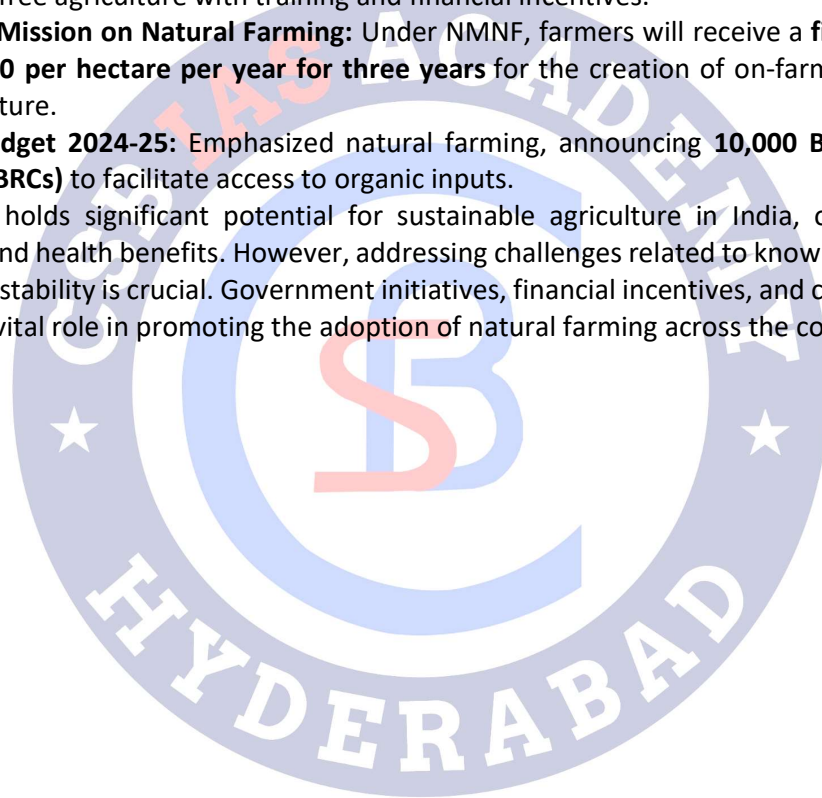 free agriculture with training and financial incentives.
Mission on Natural Farming: Under NMNF, farmers will receive a
0 per hectare per year for three years for the creation of on-farm
ture.
dget 2024-25: Emphasized natural farming, announcing 10,000 B
BRCs) to facilitate access to organic inputs.
holds significant potential for sustainable agriculture in India, o
nd health benefits. However, addressing challenges related to know
stability is crucial. Government initiatives, financial incentives, and c
vital role in promoting the adoption of natural farming across the co
CSB IAS ACADEMY
CSB
HYDERABAD